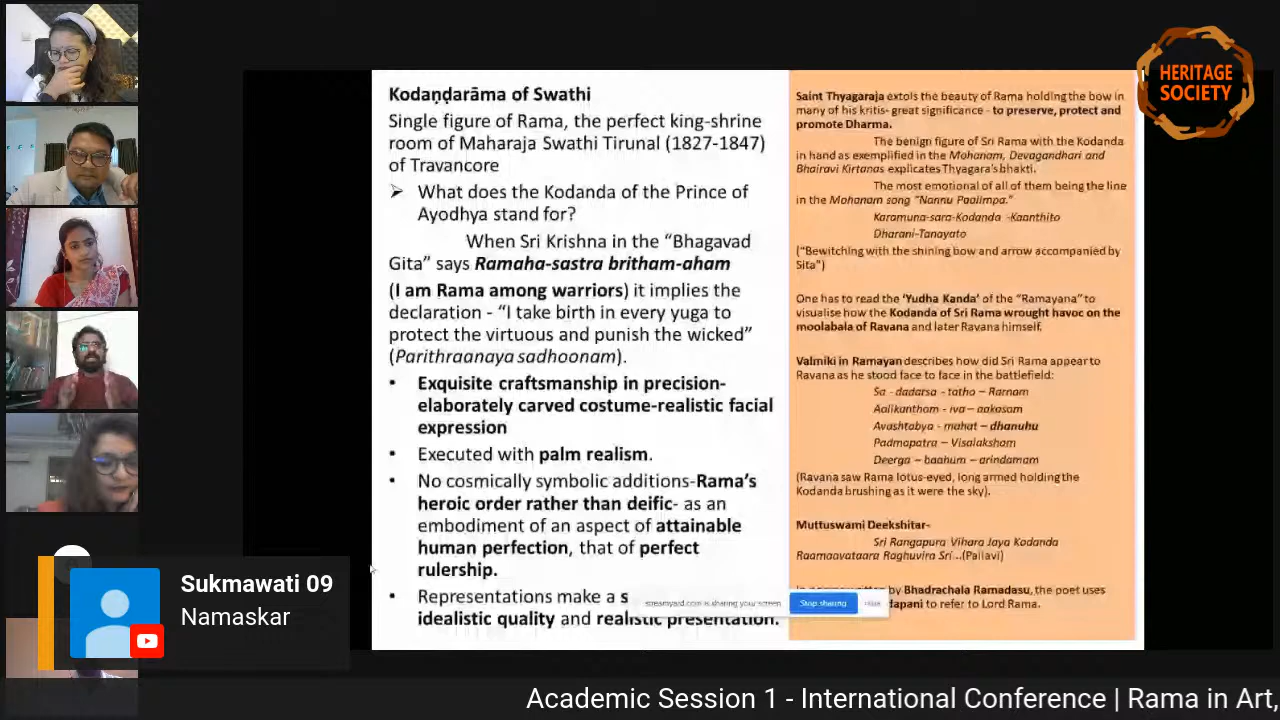 Kodaṇḍarāma of Swathi
Single figure of Rama, the perfect king-shrine
room of Maharaja Swathi Tirunal (1827-1847)
of Travancore
➢ What does the Kodanda of the Prince of
Ayodhya stand for?
When Sri Krishna in the “Bhagavad
Gita” says Ramaha-sastra britham-aham
(I am Rama among warriors) it implies the
declaration - “I take birth in every yuga to
protect the virtuous and punish the wicked”
(Parithraanaya sadhoonam).
• Exquisite craftsmanship in precision-
elaborately carved costume-realistic facial
expression
• Executed with palm realism.
• No cosmically symbolic additions-Rama’s
heroic order rather than deific- as an
embodiment of an aspect of attainable
human perfection, that of perfect
rulership.
• Representations make a s
idealistic quality and realistic presentation.
Saint Thyagaraja extols the beauty of Rama holding the bow in
many of his kritis- great significance - to preserve, protect and
promote Dharma.
The benign figure of Sri Rama with the Kodanda
in hand as exemplified in the Mohanam, Devagandhari and
Bhairavi Kirtanas explicates Thyagara’s bhakti.
The most emotional of all of them being the line
in the Mohanam song “Nannu Paalimpa.”
Karamuna-sara-Kodanda -Kaanthito
Dharani-Tanayato
(“Bewitching with the shining bow and arrow accompanied by
Sita”)
One has to read the ‘Yudha Kanda’ of the “Ramayana” to
visualise how the Kodanda of Sri Rama wrought havoc on the
moolabala of Ravana and later Ravana himself.
Valmiki in Ramayan describes how did Sri Rama appear to
Ravana as he stood face to face in the battlefield:
Sa - dadarsa - tatho – Ramam
Aalikantham - iva – aakasam
Avashtabya - mahat – dhanuhu
Padmapatra – Visalaksham
Deerga – baahum – arindamam
(Ravana saw Rama lotus-eyed, long armed holding the
Kodanda brushing as it were the sky).
Muttuswami Deekshitar-
Sri Rangapura Vihara Jaya Kodanda
Raamaavataara Raghuvira Sri...(Pallavi)
by Bhadrachala Ramadasu, the poet uses
dapani to refer to Lord Rama.
streamyard.com is sharing your screen.
Stop sharing
Hide
HERITAGE
SOCIETY
Sukmawati 09
Namaskar
Academic Session 1 - International Conference | Rama in Art,